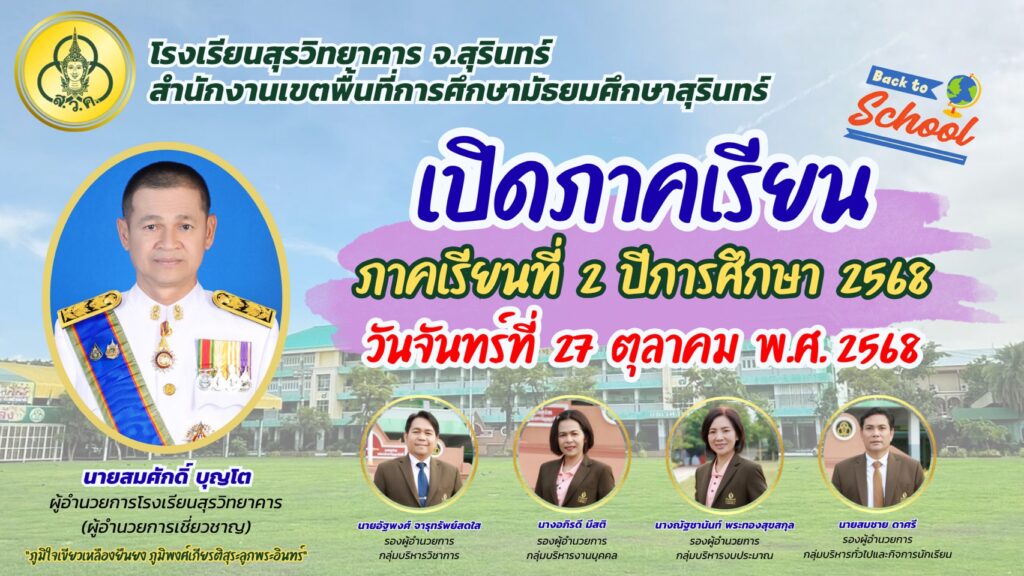 ส.ว.ค.
โรงเรียนสุรวิทยาคาร จ.สุรินทร์
สำนักงานเขตพื้นที่การศึกษามัธยมศึกษาสุรินทร์
Back to
School
เปิดภาคเรียน
ภาคเรียนที่ 2 ปีการศึกษา 2568
วันจันทร์ที่ 27 ตุลาคม พ.ศ. 2568
นายสมศักดิ์ บุญโต
ผู้อำนวยการโรงเรียนสุรวิทยาคาร
(ผู้อำนวยการเชี่ยวชาญ)
"ภูมิใจเขียวเหลืองยืนยง ภูมิพงศ์เกียรติสุระลูกพระอินทร์"
นายอัฐพงศ์ จารุทรัพย์สดใส
รองผู้อำนวยการ
กลุ่มบริหารวิชาการ
นางอภิรดี มีสติ
รองผู้อำนวยการ
กลุ่มบริหารงานบุคคล
นางณัฐชานันท์ พระทองสุขสกุล
รองผู้อำนวยการ
กลุ่มบริหารงบประมาณ
นายสมชาย ดาศรี
รองผู้อำนวยการ
กลุ่มบริหารทั่วไปและกิจการนักเรียน